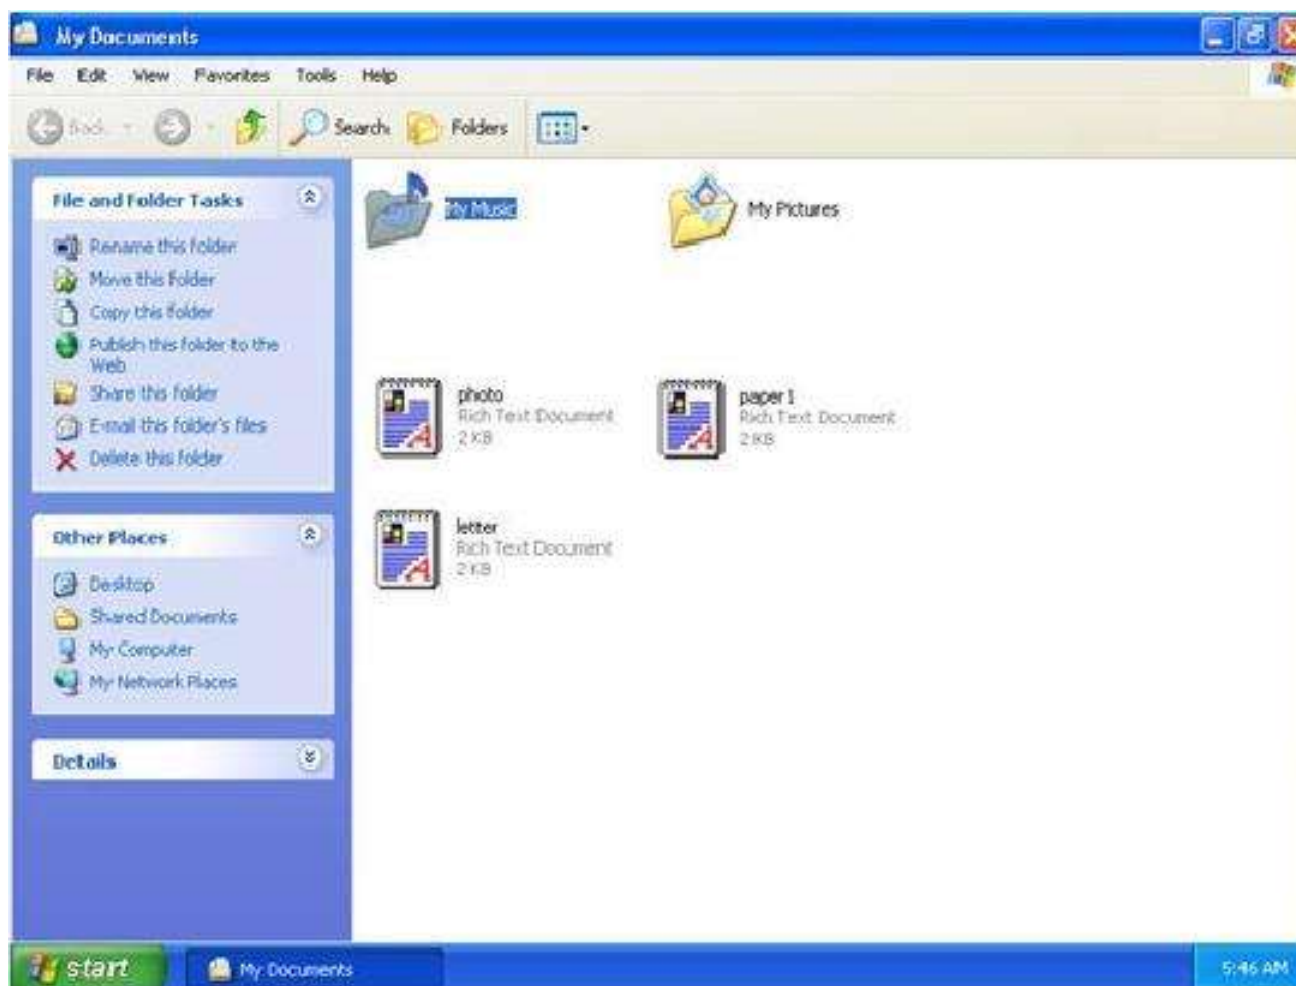 My Documents
File Edit View Favorites Tools Help
Back Search Folders
File and Folder Tasks
Rename this folder
Move this folder
Copy this folder
Publish this folder to the
Web
Share this folder
E-mail this folder's files
Delete this folder
Other Places
Desktop
Shared Documents
My Computer
My Network Places
Details
My Music
My Pictures
photo
Rich Text Document
2 KB
paper1
Rich Text Document
2 KB
letter
Rich Text Document
2 KB
start My Documents 5:46 AM